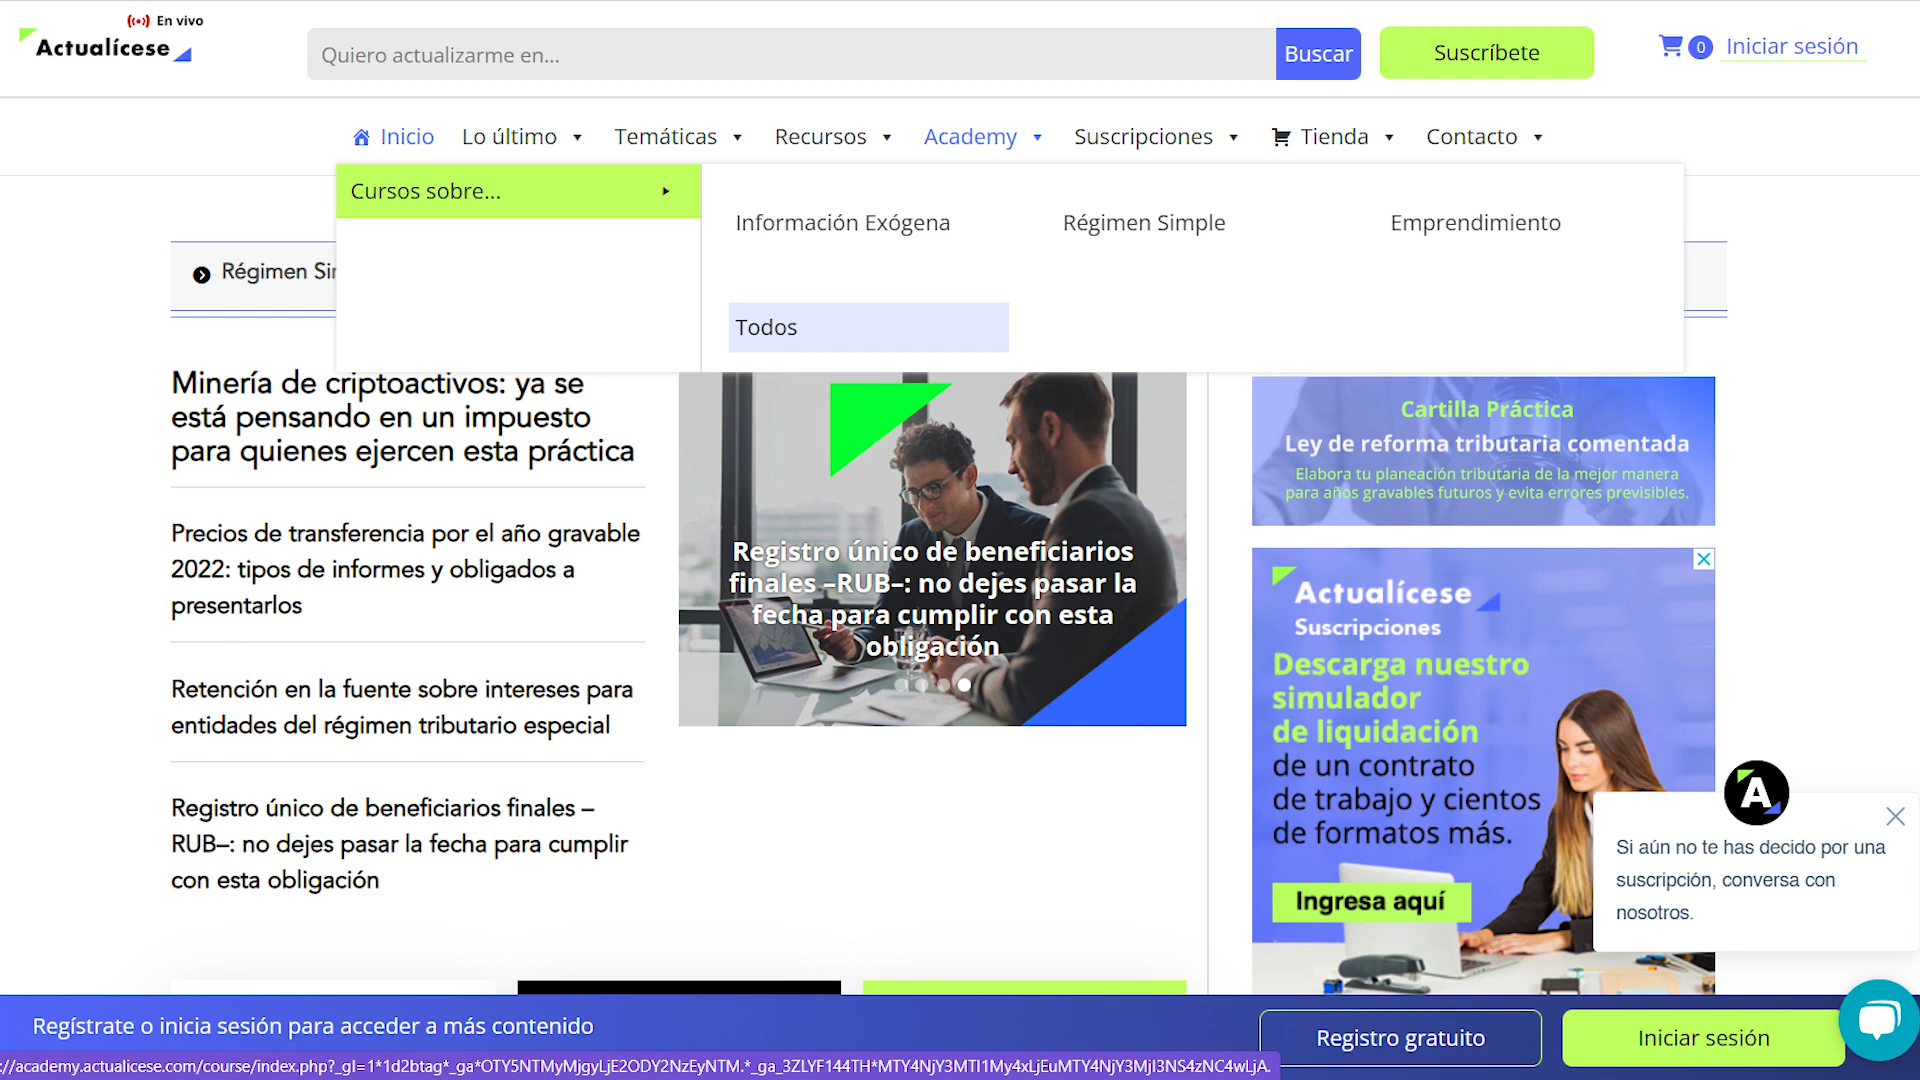 En vivo
Actualícese
Quiero actualizarme en...
Buscar
Suscríbete
0
Iniciar sesión
Inicio
Lo último
Temáticas
Recursos
Academy
Suscripciones
Tienda
Contacto
Cursos sobre...
Información Exógena
Régimen Simple
Emprendimiento
Todos
Régimen Si
Minería de criptoactivos: ya se
está pensando en un impuesto
para quienes ejercen esta práctica
Precios de transferencia por el año gravable
2022: tipos de informes y obligados a
presentarlos
Retención en la fuente sobre intereses para
entidades del régimen tributario especial
Registro único de beneficiarios finales –
RUB–: no dejes pasar la fecha para cumplir
con esta obligación
Registro único de beneficiarios
finales –RUB–: no dejes pasar la
fecha para cumplir con esta
obligación
Cartilla Práctica
Ley de reforma tributaria comentada
Elabora tu planeación tributaria de la mejor manera
para años gravables futuros y evita errores previsibles.
Actualícese
Suscripciones
Descarga nuestro
simulador
de liquidación
de un contrato
de trabajo y cientos
de formatos más.
Ingresa aquí
A
Si aún no te has decidido por una
suscripción, conversa con
nosotros.
Regístrate o inicia sesión para acceder a más contenido
Registro gratuito
Iniciar sesión
://academy.actualicese.com/course/index.php?_gl=1*1d2btag*_ga*OTY5NTMyMjgyLjE2ODY2NzEyNTM.*_ga_3ZLYF144TH*MTY4NjY3MTI1My4xLjEuMTY4NjY3MjI3NS4zNC4wLjA.